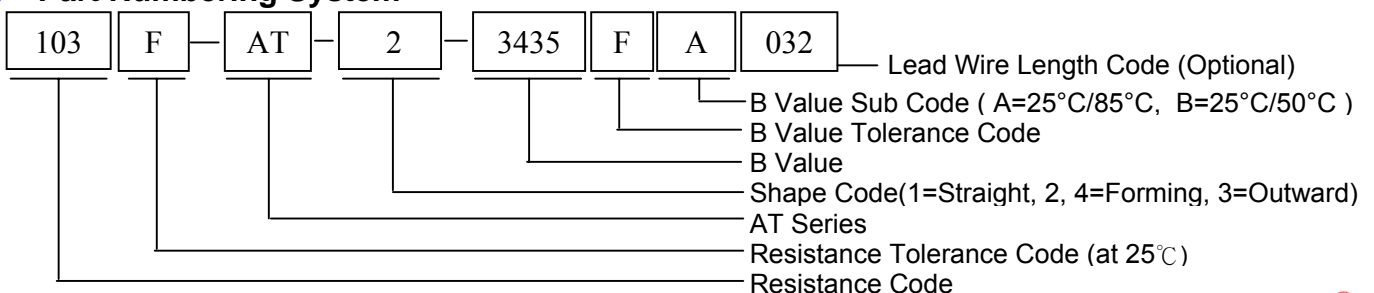 Part Numbering System
103 F — AT - 2 - 3435 F A 032
Lead Wire Length Code (Optional)
B Value Sub Code ( A=25°C/85°C, B=25°C/50°C )
B Value Tolerance Code
B Value
Shape Code(1=Straight, 2, 4=Forming, 3=Outward)
AT Series
Resistance Tolerance Code (at 25℃)
Resistance Code